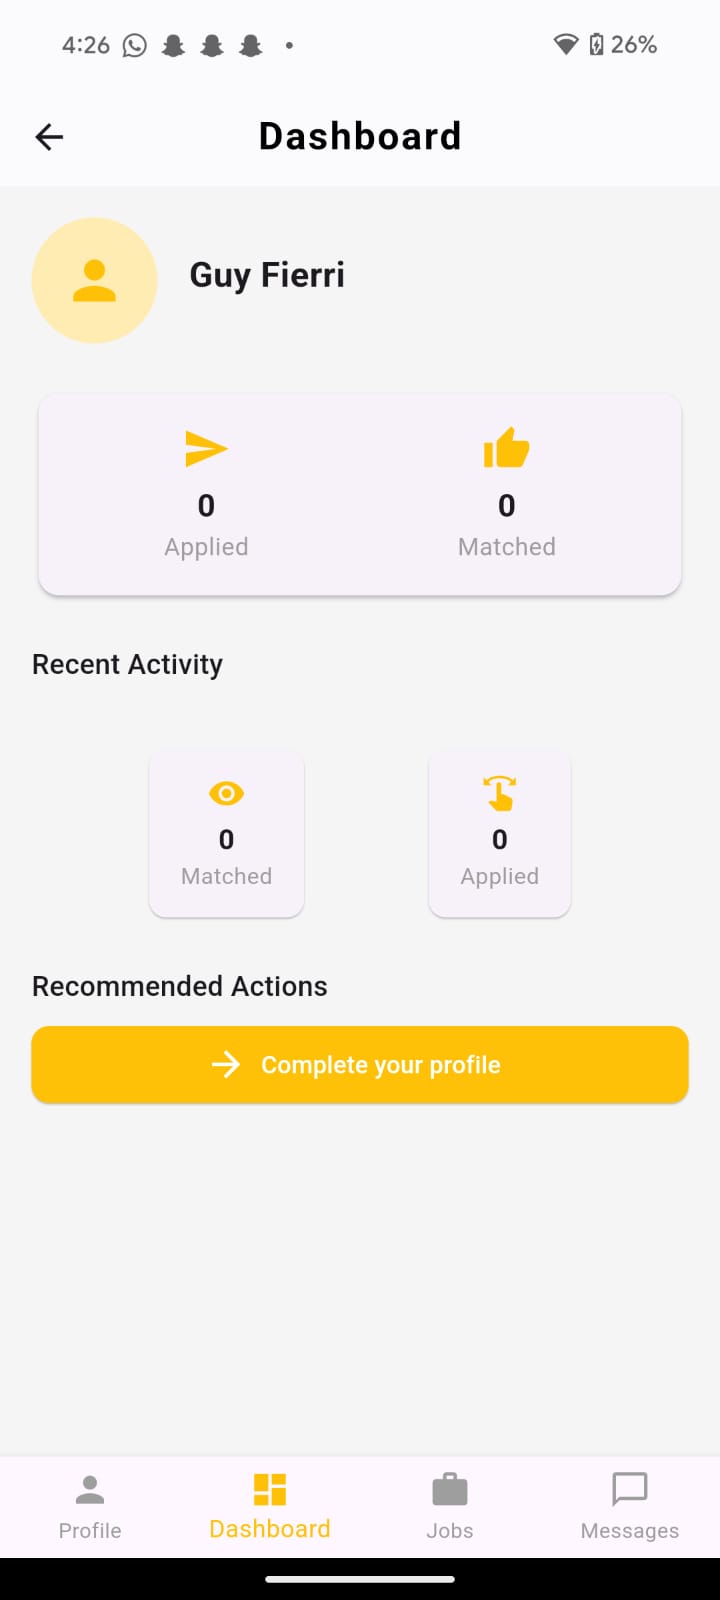 4:26 26%
Dashboard
Guy Fierri
0 0
Applied Matched
Recent Activity
0 0
Matched Applied
Recommended Actions
Complete your profile
Profile Dashboard Jobs Messages